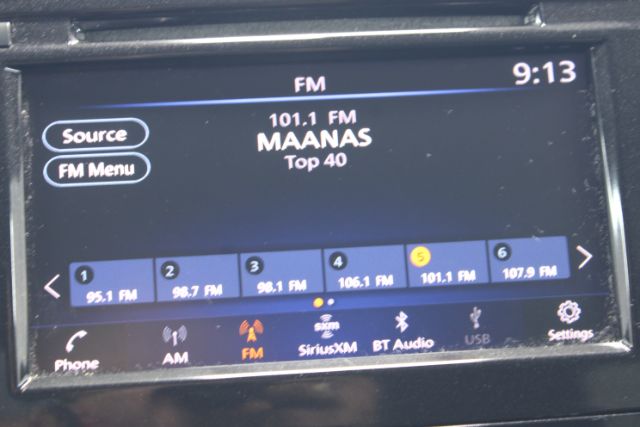 FM 9:13
101.1 FM
Source MAANAS
Top 40
FM Menu
1 2 3 4 5 6
95.1 FM 98.7 FM 98.1 FM 106.1 FM 101.1 FM 107.9 FM
sxm
Phone AM FM SiriusXM BT Audio USB Settings